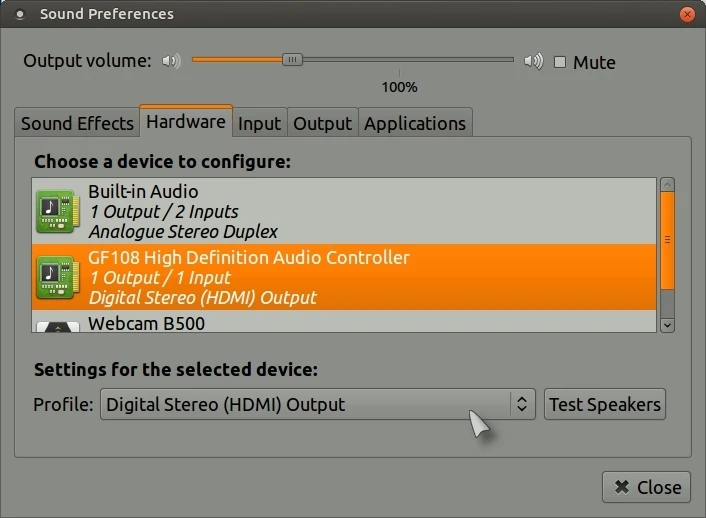 Sound Preferences
Output volume:
Mute
100%
Sound Effects
Hardware
Input
Output
Applications
Choose a device to configure:
Built-in Audio
1 Output / 2 Inputs
Analogue Stereo Duplex
GF108 High Definition Audio Controller
1 Output / 1 Input
Digital Stereo (HDMI) Output
Webcam B500
Settings for the selected device:
Profile: Digital Stereo (HDMI) Output
Test Speakers
Close